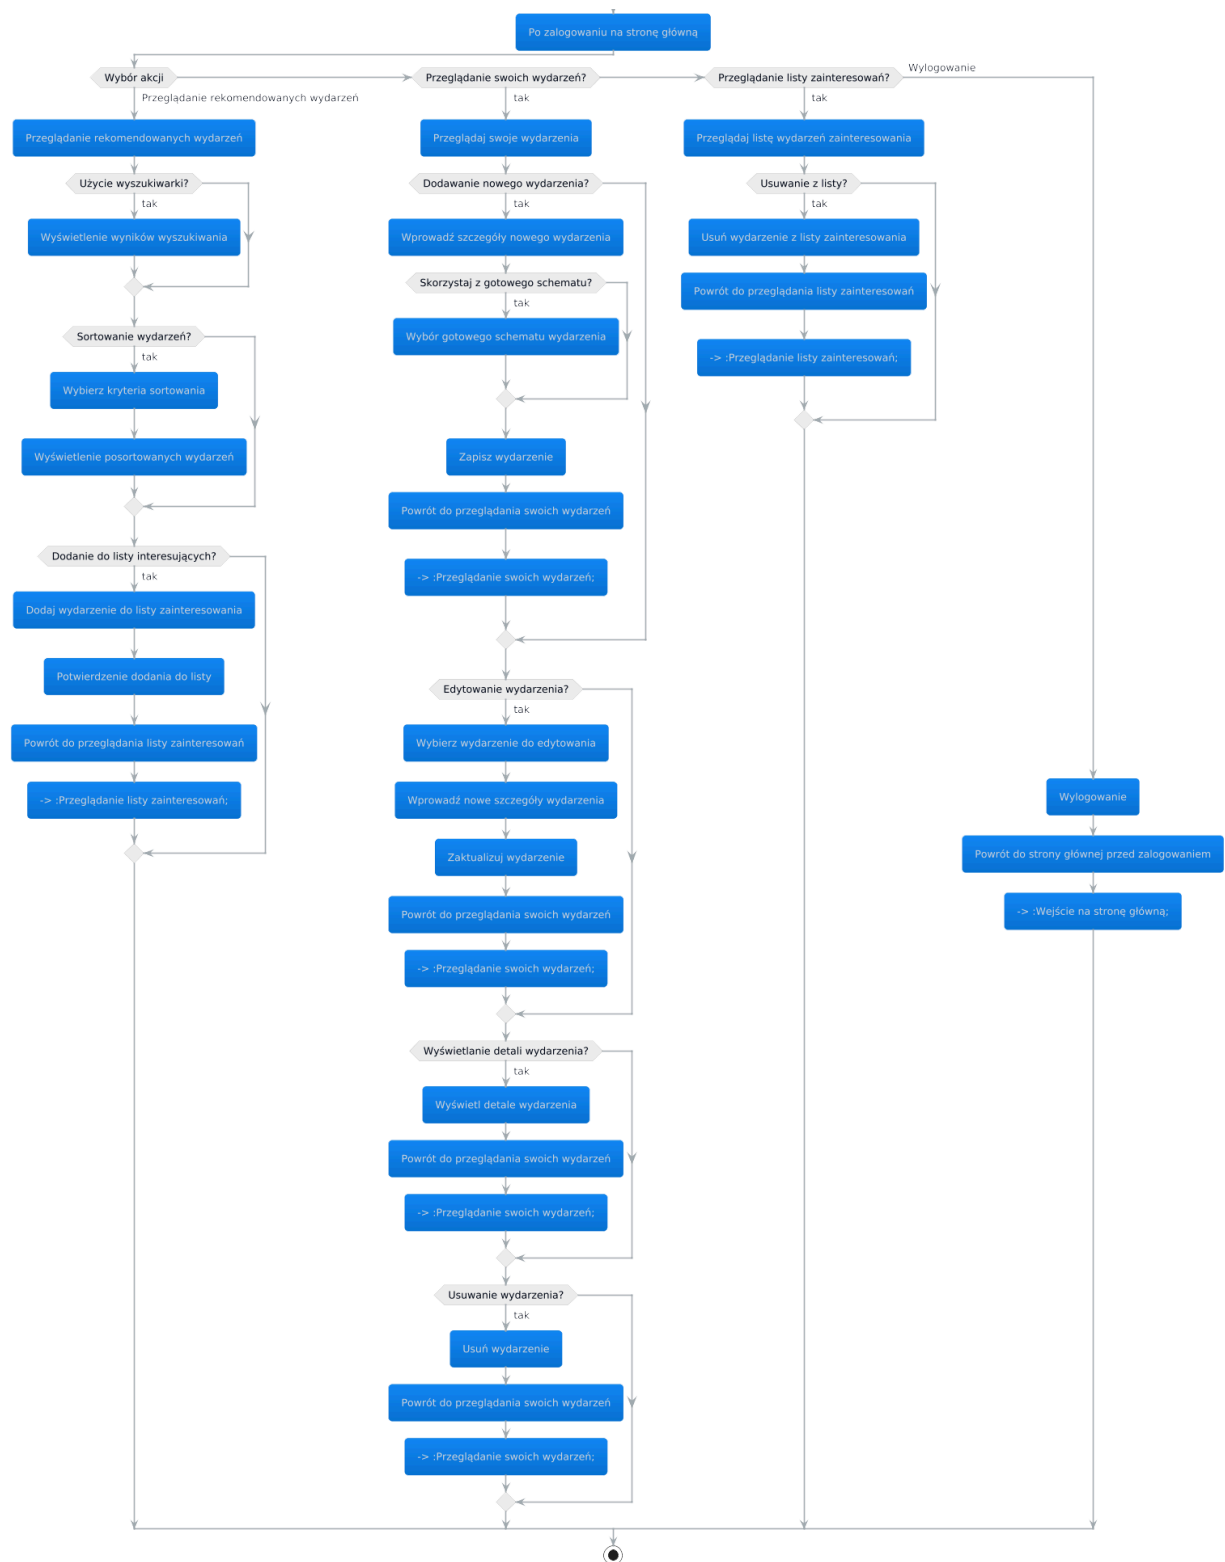 Po zalogowaniu na stronę główną
Wybór akcji
Przeglądanie rekomendowanych wydarzeń
Przeglądanie rekomendowanych wydarzeń
Użycie wyszukiwarki?
tak
Wyświetlenie wyników wyszukiwania
Sortowanie wydarzeń?
tak
Wybierz kryteria sortowania
Wyświetlenie posortowanych wydarzeń
Dodanie do listy interesujących?
tak
Dodaj wydarzenie do listy zainteresowania
Potwierdzenie dodania do listy
Powrót do przeglądania listy zainteresowań
-> :Przeglądanie listy zainteresowań;
Przeglądanie swoich wydarzeń?
tak
Przeglądaj swoje wydarzenia
Dodawanie nowego wydarzenia?
tak
Wprowadź szczegóły nowego wydarzenia
Skorzystaj z gotowego schematu?
tak
Wybór gotowego schematu wydarzenia
Zapisz wydarzenie
Powrót do przeglądania swoich wydarzeń
-> :Przeglądanie swoich wydarzeń;
Edytowanie wydarzenia?
tak
Wybierz wydarzenie do edytowania
Wprowadź nowe szczegóły wydarzenia
Zaktualizuj wydarzenie
Powrót do przeglądania swoich wydarzeń
-> :Przeglądanie swoich wydarzeń;
Wyświetlanie detali wydarzenia?
tak
Wyświetl detale wydarzenia
Powrót do przeglądania swoich wydarzeń
-> :Przeglądanie swoich wydarzeń;
Usuwanie wydarzenia?
tak
Usuń wydarzenie
Powrót do przeglądania swoich wydarzeń
-> :Przeglądanie swoich wydarzeń;
Przeglądanie listy zainteresowań?
tak
Przeglądaj listę wydarzeń zainteresowania
Usuwanie z listy?
tak
Usuń wydarzenie z listy zainteresowania
Powrót do przeglądania listy zainteresowań
-> :Przeglądanie listy zainteresowań;
Wylogowanie
Wylogowanie
Powrót do strony głównej przed zalogowaniem
-> :Wejście na stronę główną;